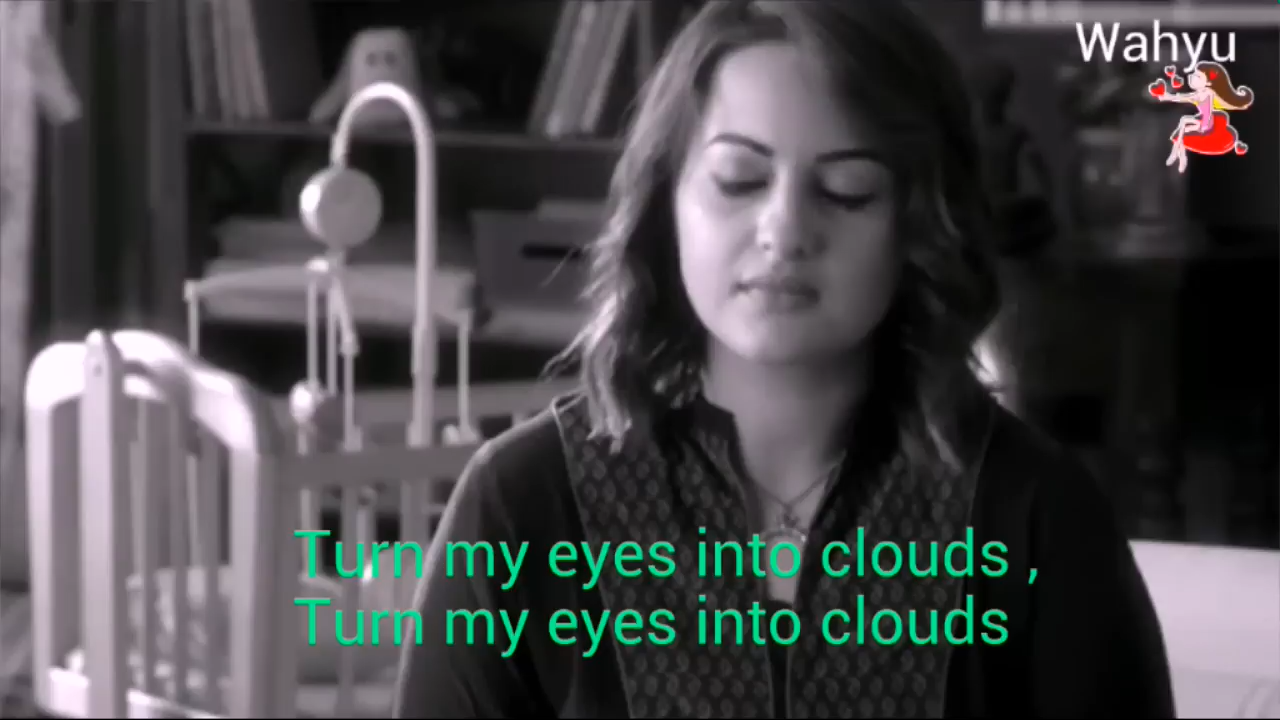 Wahyu
Turn my eyes into clouds ,
Turn my eyes into clouds